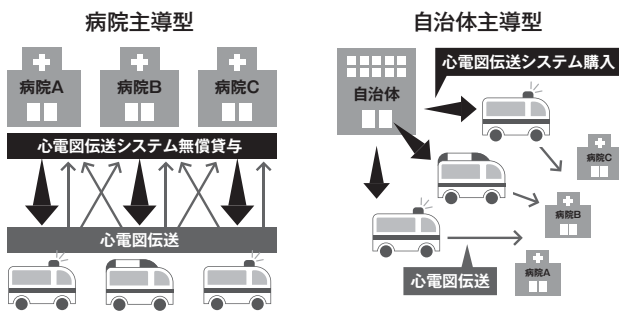 病院主導型
病院A
病院B
病院C
心電図伝送システム無償貸与
心電図伝送
自治体主導型
自治体
心電図伝送システム購入
病院C
病院B
病院A
心電図伝送